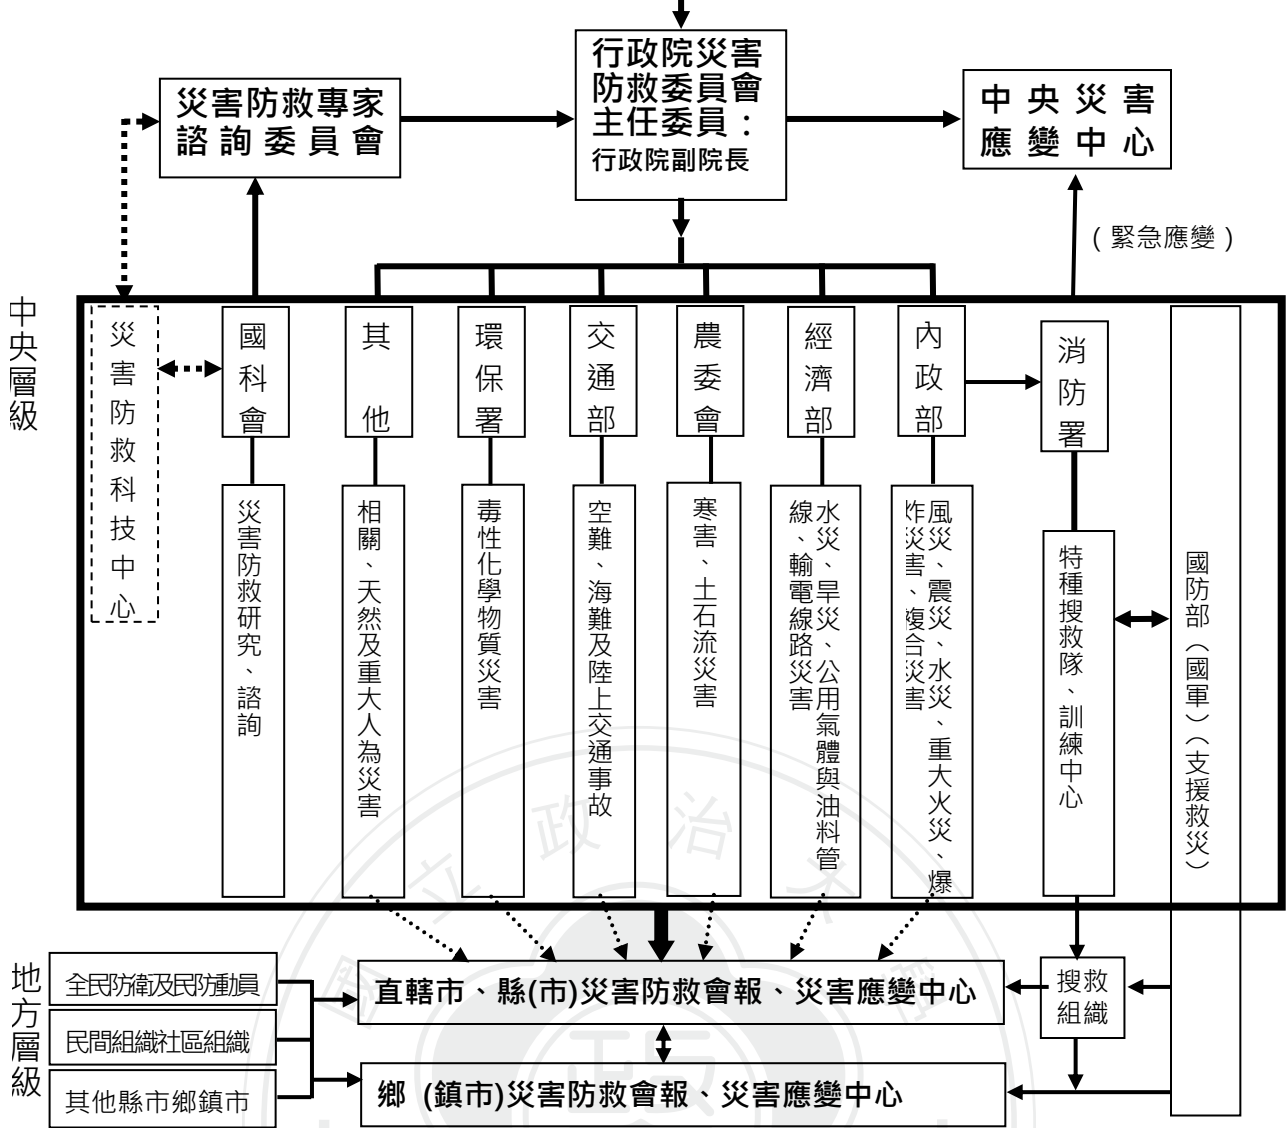 行政院災害
防救委員會
主任委員：
行政院副院長
災害防救專家
諮詢委員會
中央災害
應變中心
（緊急應變）
中央層級
災害防救科技中心
國科會
其他
環保署
交通部
農委會
經濟部
內政部
消防署
災害防救研究、諮詢
相關、天然及重大人為災害
毒性化學物質災害
空難、海難及陸上交通事故
寒害、土石流災害
水災、旱災、公用氣體與油料管
線、輸電線路災害
風災、震災、水災、重大火災、爆
炸災害、複合災害
特種搜救隊、訓練中心
國防部（國軍）（支援救災）
地方層級
全民防衛及民防動員
民間組織社區組織
其他縣市鄉鎮市
直轄市、縣(市)災害防救會報、災害應變中心
鄉 (鎮市)災害防救會報、災害應變中心
搜救
組織
國立政治大學